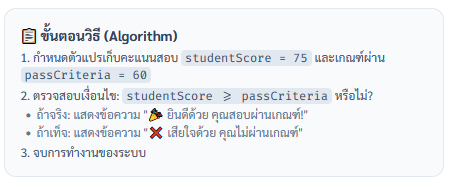 📋 ขั้นตอนวิธี (Algorithm)
1. กำหนดตัวแปรเก็บคะแนนสอบ studentScore = 75 และเกณฑ์ผ่าน
passCriteria = 60
2. ตรวจสอบเงื่อนไข: studentScore ⩾ passCriteria หรือไม่?
• ถ้าจริง: แสดงข้อความ "🎉 ยินดีด้วย คุณสอบผ่านเกณฑ์!"
• ถ้าเท็จ: แสดงข้อความ "❌ เสียใจด้วย คุณไม่ผ่านเกณฑ์"
3. จบการทำงานของระบบ